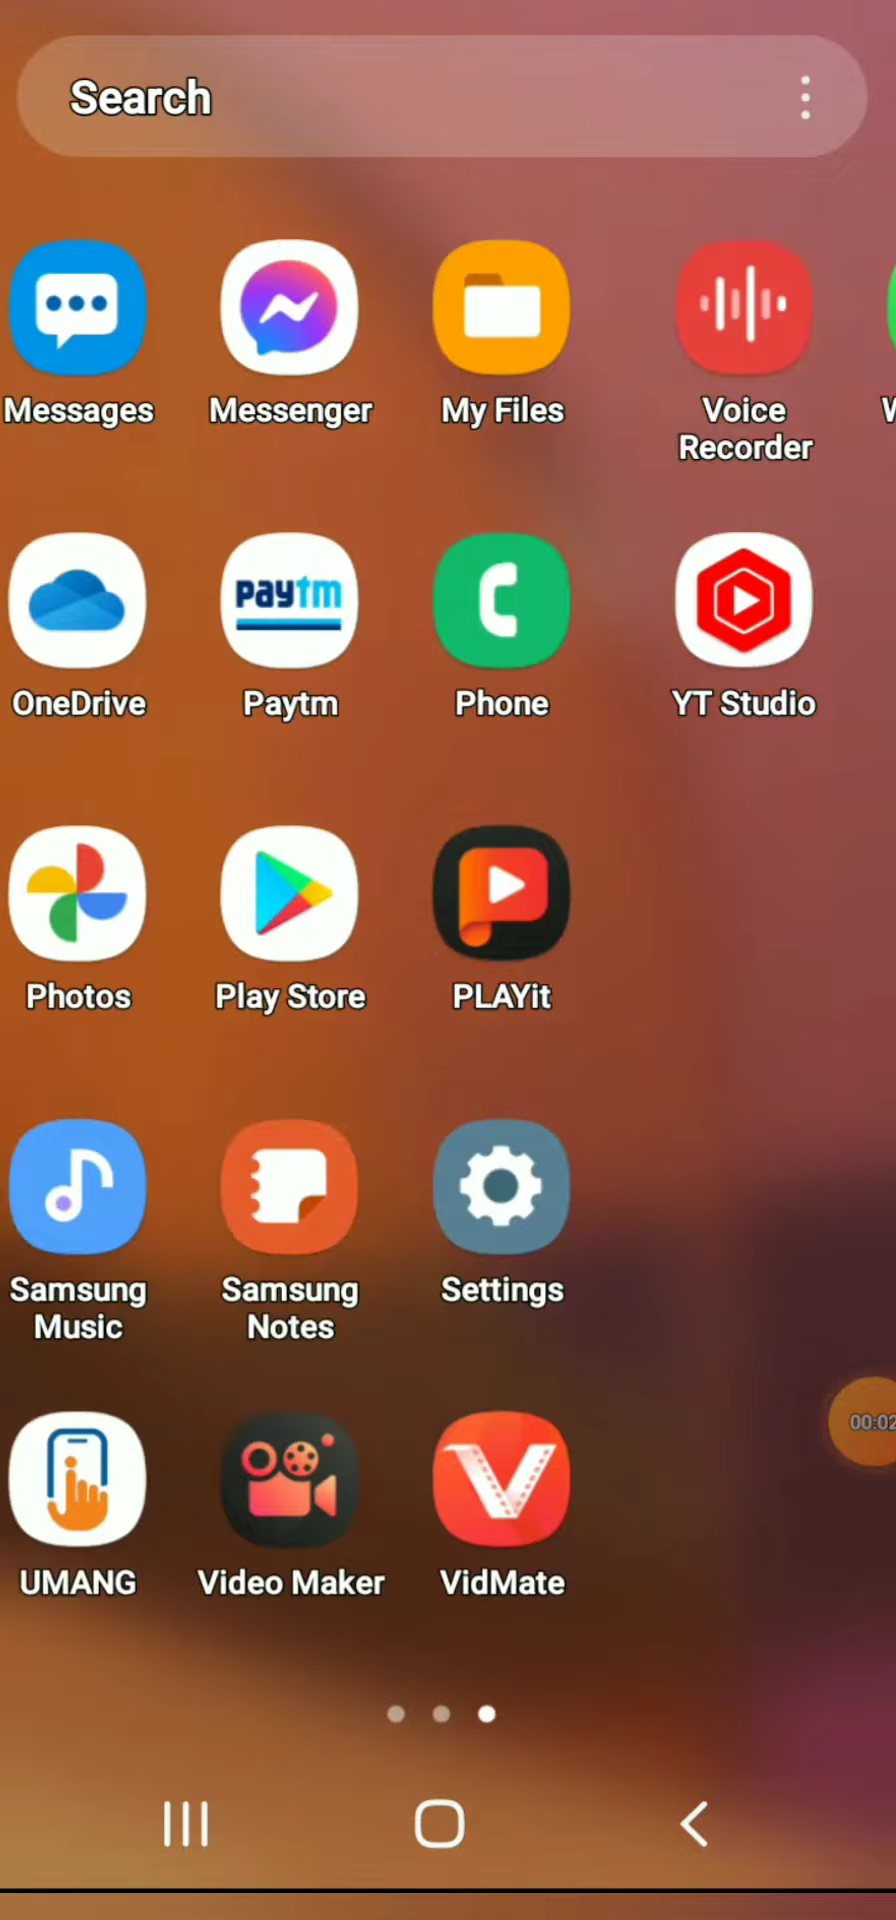 Search
Messages
Messenger
My Files
Voice
Recorder
W
OneDrive
paytm
Paytm
Phone
YT Studio
Photos
Play Store
PLAYit
Samsung
Music
Samsung
Notes
Settings
00:02
UMANG
Video Maker
VidMate